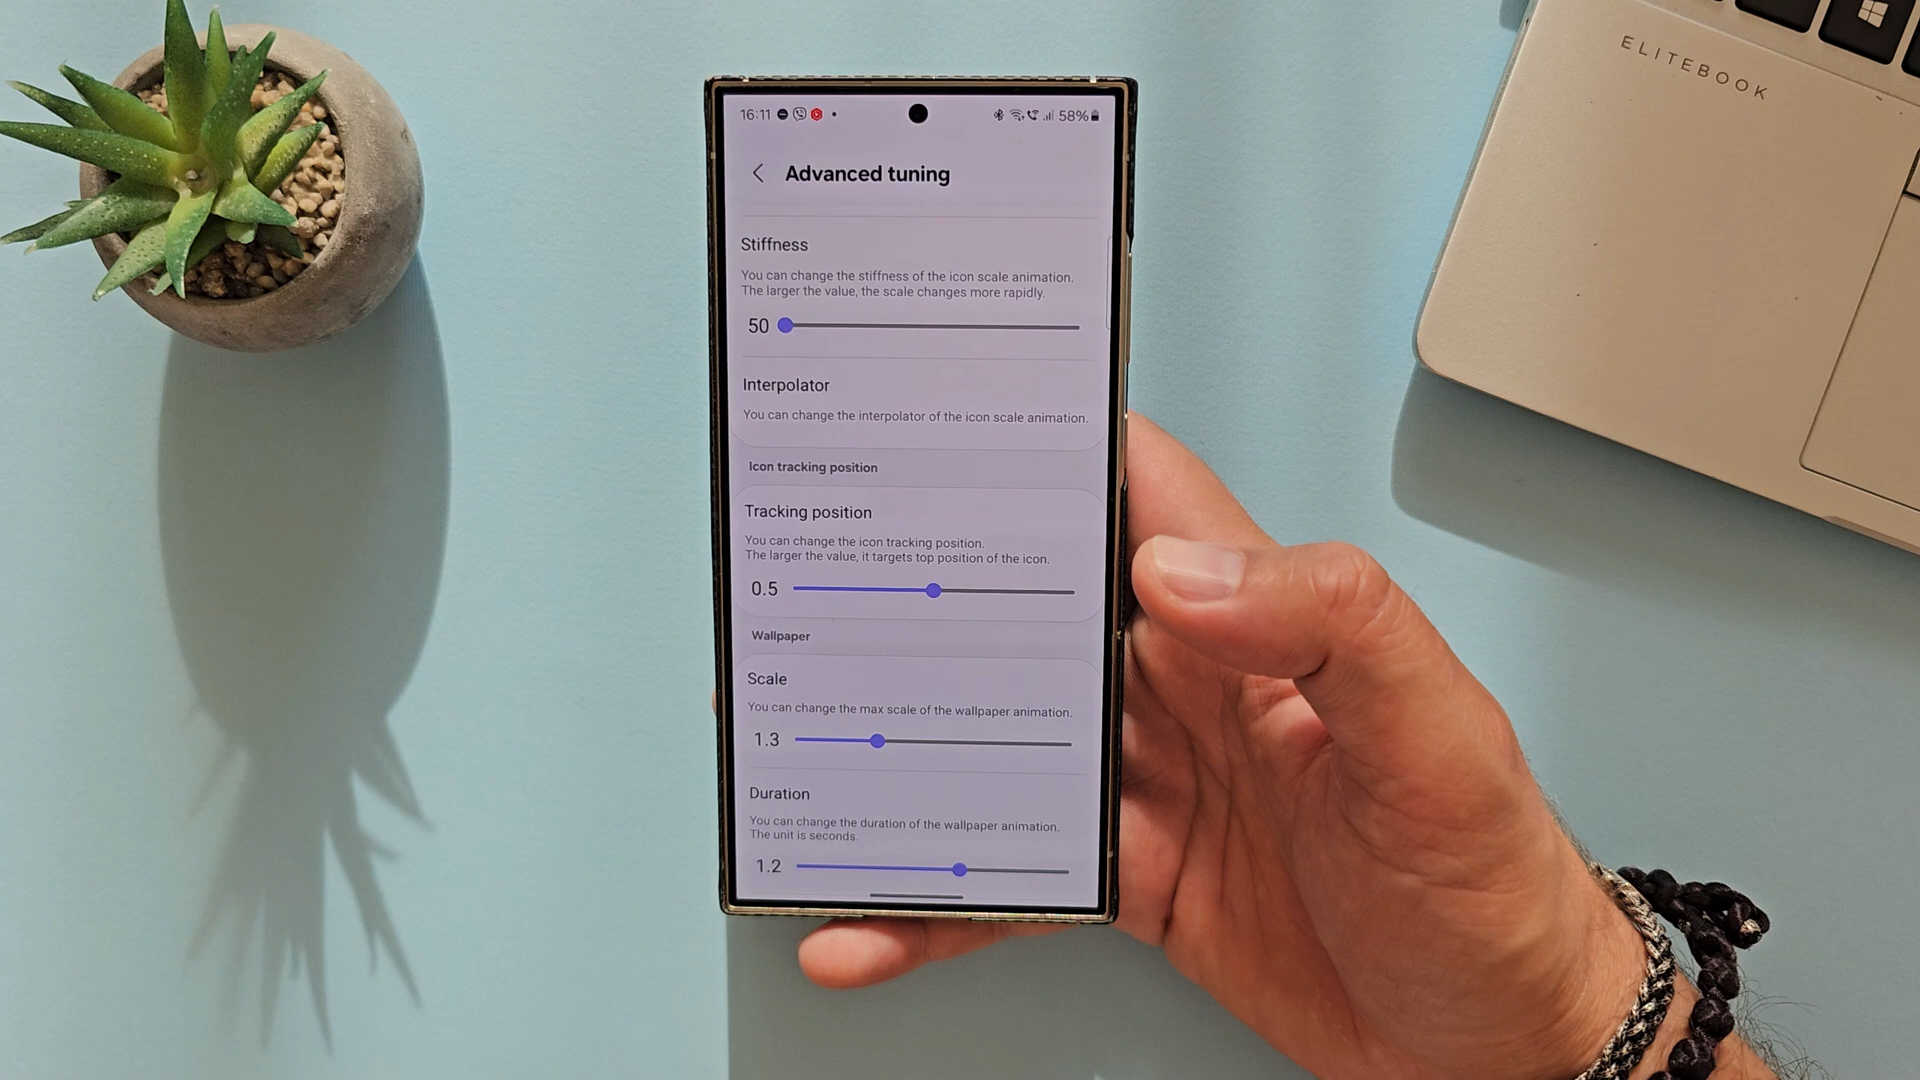 ELITEBOOK
16:11
58%
Advanced tuning
Stiffness
You can change the stiffness of the icon scale animation.
The larger the value, the scale changes more rapidly.
50
Interpolator
You can change the interpolator of the icon scale animation.
Icon tracking position
Tracking position
You can change the icon tracking position.
The larger the value, it targets top position of the icon.
0.5
Wallpaper
Scale
You can change the max scale of the wallpaper animation.
1.3
Duration
You can change the duration of the wallpaper animation.
The unit is seconds.
1.2